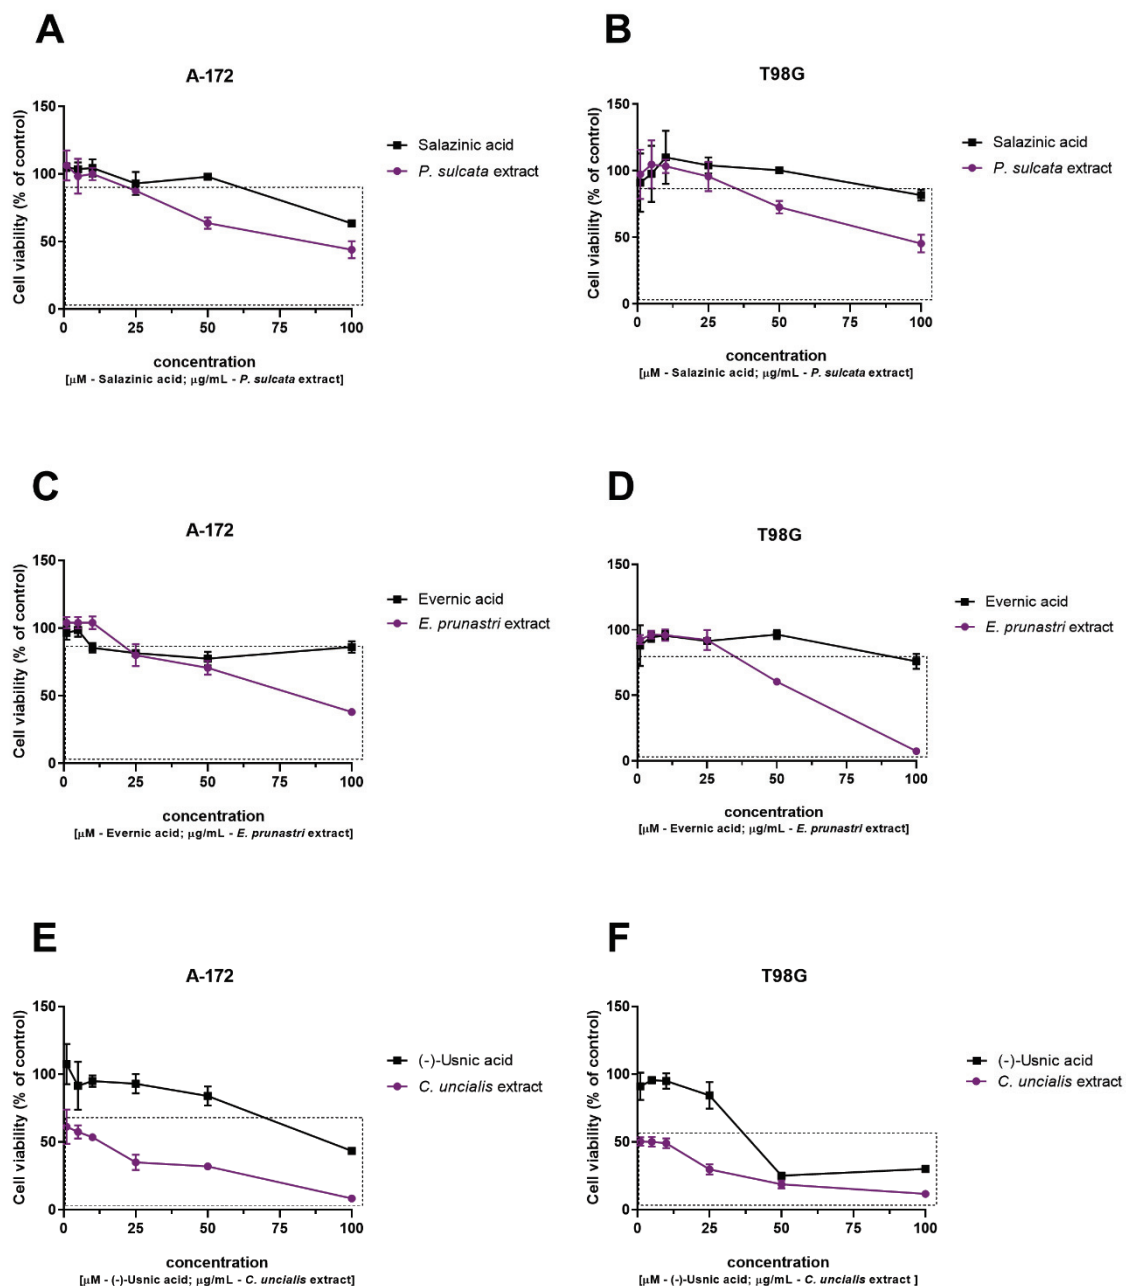 A
A-172
Cell viability (% of control)
150
100
50
0
0 25 50 75 100
concentration
[μM - Salazinic acid; μg/mL - P. sulcata extract]
Salazinic acid
P. sulcata extract
B
T98G
Cell viability (% of control)
150
100
50
0
0 25 50 75 100
concentration
[μM - Salazinic acid; μg/mL - P. sulcata extract]
Salazinic acid
P. sulcata extract
C
A-172
Cell viability (% of control)
150
100
50
0
0 25 50 75 100
concentration
[μM - Evernic acid; μg/mL - E. prunastri extract]
Evernic acid
E. prunastri extract
D
T98G
Cell viability (% of control)
150
100
50
0
0 25 50 75 100
concentration
[μM - Evernic acid; μg/mL - E. prunastri extract]
Evernic acid
E. prunastri extract
E
A-172
Cell viability (% of control)
150
100
50
0
0 25 50 75 100
concentration
[μM - (-)-Usnic acid; μg/mL - C. uncialis extract]
(-)-Usnic acid
C. uncialis extract
F
T98G
Cell viability (% of control)
150
100
50
0
0 25 50 75 100
concentration
[μM - (-)-Usnic acid; μg/mL - C. uncialis extract ]
(-)-Usnic acid
C. uncialis extract